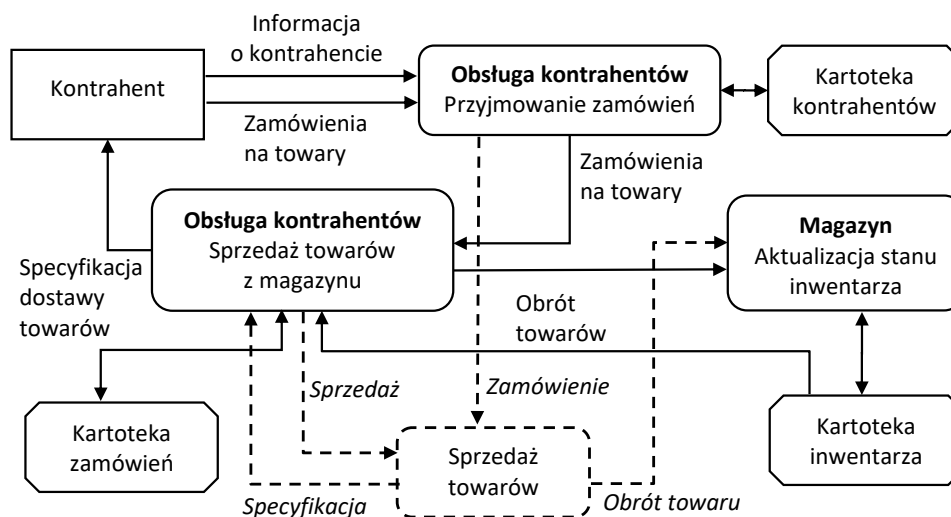 Informacja
o kontrahencie
Kontrahent
Obsługa kontrahentów
Przyjmowanie zamówień
Kartoteka
kontrahentów
Zamówienia
na towary
Zamówienia
na towary
Obsługa kontrahentów
Sprzedaż towarów
z magazynu
Magazyn
Aktualizacja stanu
inwentarza
Specyfikacja
dostawy
towarów
Obrót
towarów
Sprzedaż
Zamówienie
Kartoteka
zamówień
Sprzedaż
towarów
Kartoteka
inwentarza
Specyfikacja
Obrót towaru